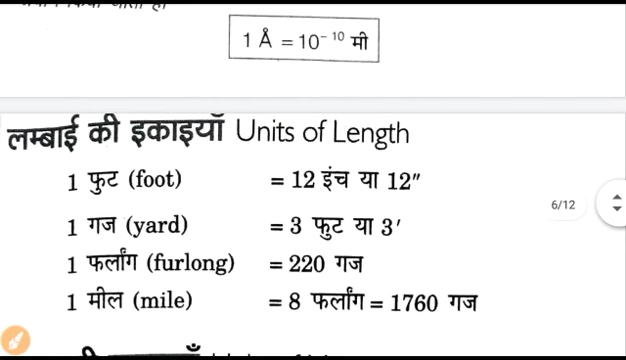 1 Å = 10⁻¹⁰ मी
लम्बाई की इकाइयाँ Units of Length
1 फुट (foot) = 12 इंच या 12″
1 गज (yard) = 3 फुट या 3′
6/12
1 फर्लांग (furlong) = 220 गज
1 मील (mile) = 8 फर्लांग = 1760 गज